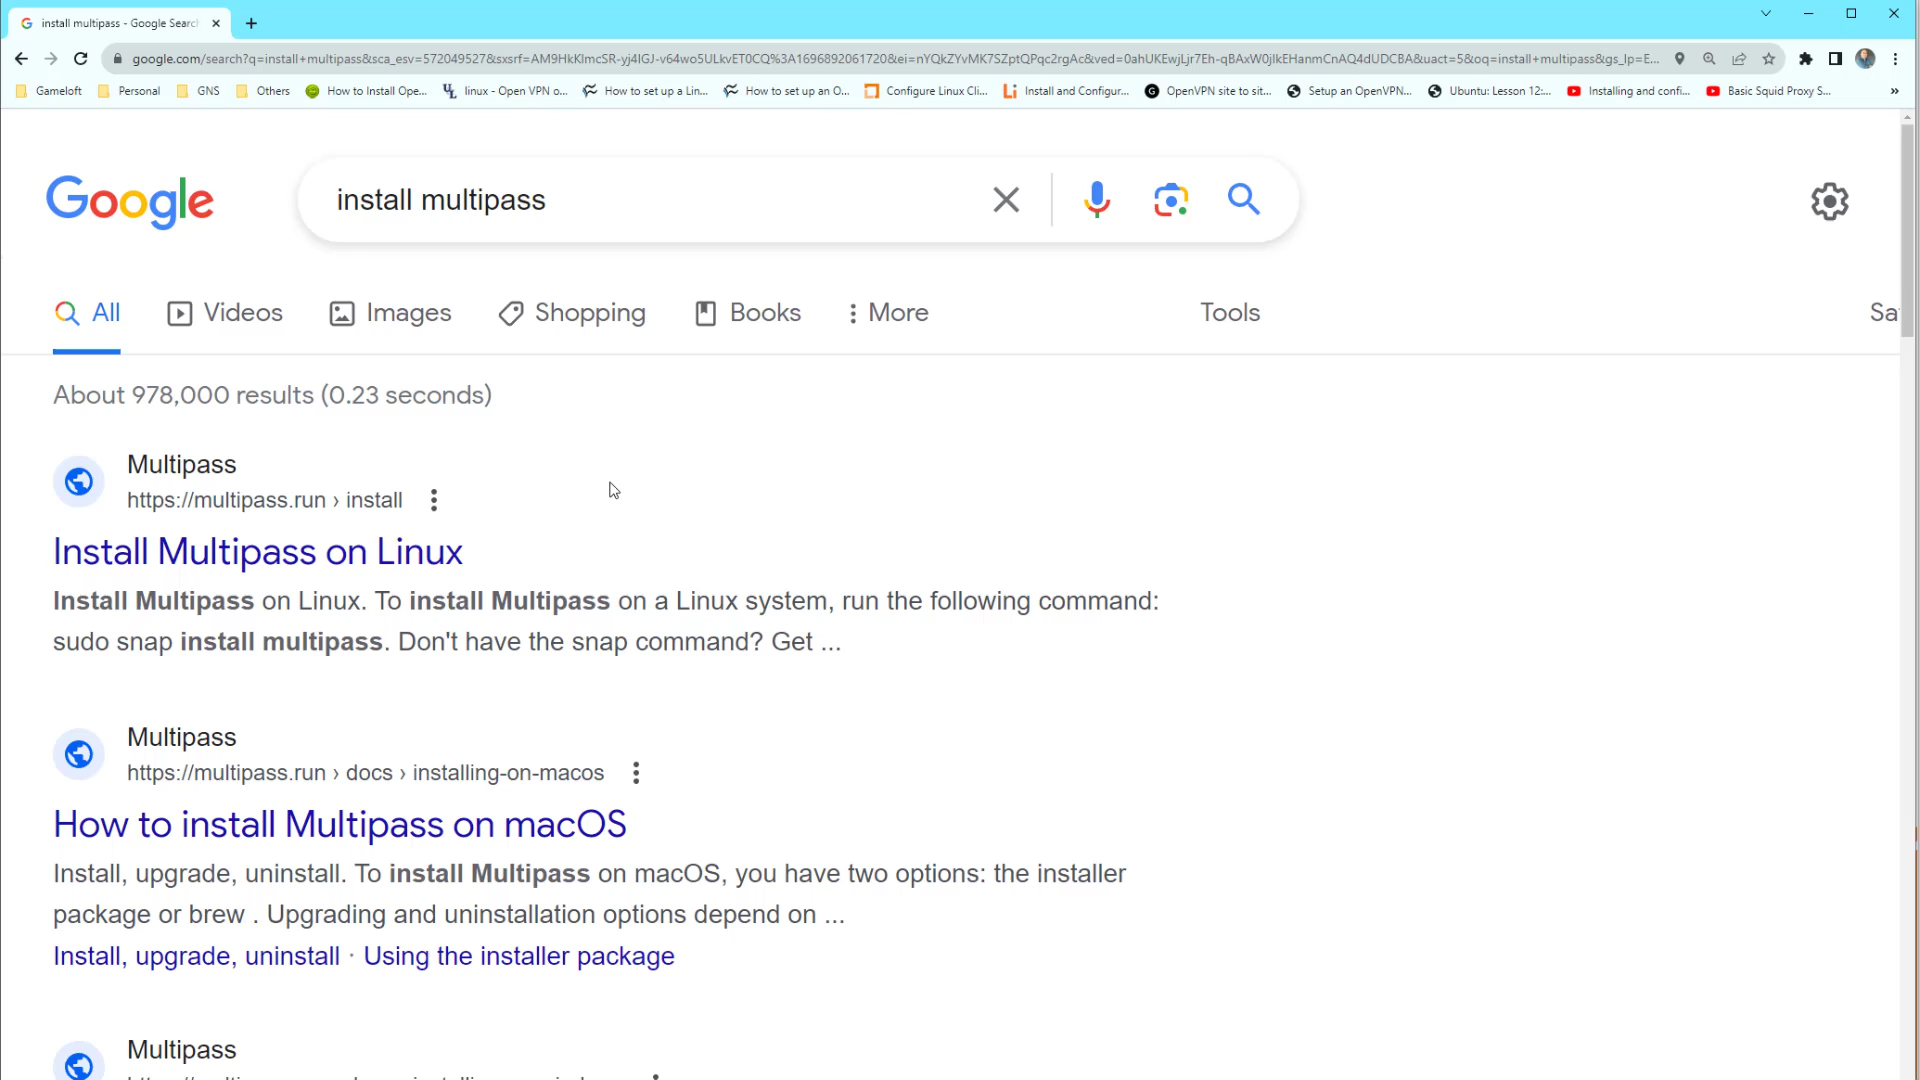 install multipass - Google Search
google.com/search?q=install+multipass&sca_esv=572049527&sxsrf=AM9HkKlmcSR-yj4IGJ-v64wo5ULkvET0CQ%3A1696892061720&ei=nYQkZYvMK7SZptQPqc2rgAc&ved=0ahUKEwjLjr7Eh-qBAxW0jIkEHanmCnAQ4dUDCBA&uact=5&oq=install+multipass&gs_lp=E...
Gameloft Personal GNS Others How to Install Ope... linux - Open VPN o... How to set up a Lin... How to set up an O... Configure Linux Cli... Install and Configur... OpenVPN site to sit... Setup an OpenVPN... Ubuntu: Lesson 12:... Installing and confi... Basic Squid Proxy S... »
Google
install multipass
All Videos Images Shopping Books More Tools
About 978,000 results (0.23 seconds)
Multipass
https://multipass.run › install
Install Multipass on Linux
Install Multipass on Linux. To install Multipass on a Linux system, run the following command:
sudo snap install multipass. Don't have the snap command? Get ...
Multipass
https://multipass.run › docs › installing-on-macos
How to install Multipass on macOS
Install, upgrade, uninstall. To install Multipass on macOS, you have two options: the installer
package or brew . Upgrading and uninstallation options depend on ...
Install, upgrade, uninstall · Using the installer package
Multipass